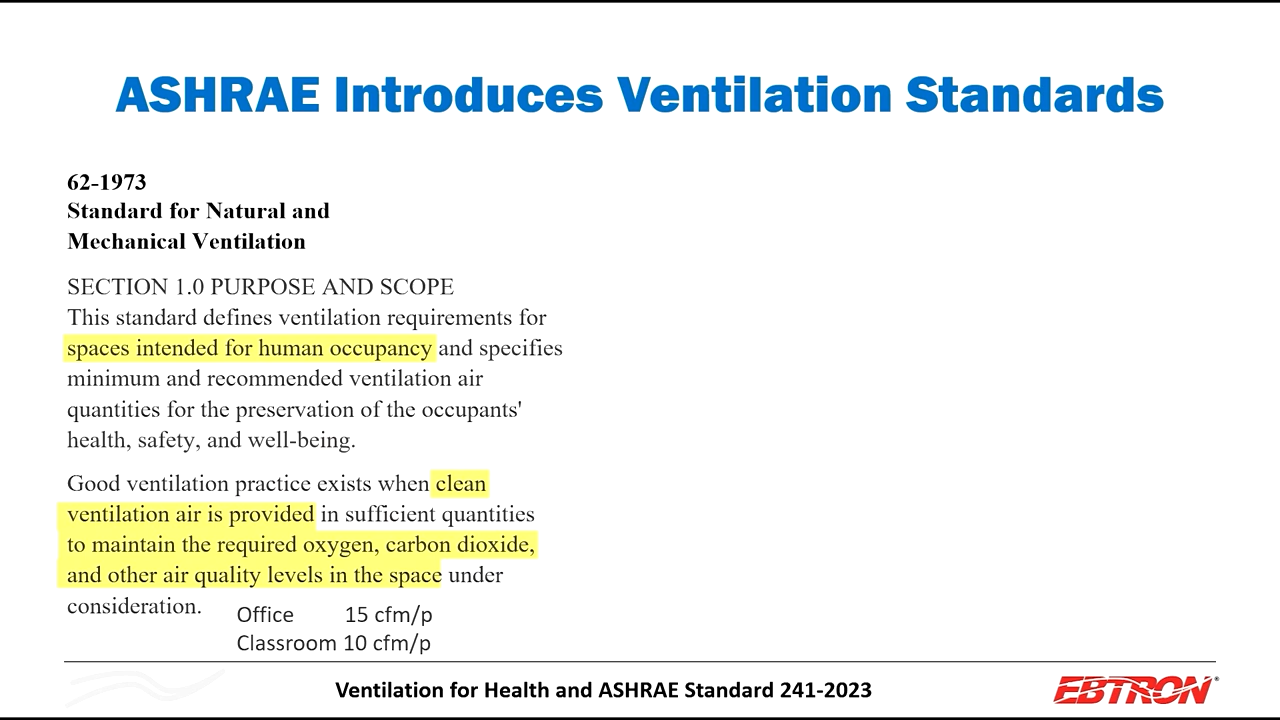 ASHRAE Introduces Ventilation Standards
62-1973
Standard for Natural and
Mechanical Ventilation
SECTION 1.0 PURPOSE AND SCOPE
This standard defines ventilation requirements for
spaces intended for human occupancy and specifies
minimum and recommended ventilation air
quantities for the preservation of the occupants'
health, safety, and well-being.
Good ventilation practice exists when clean
ventilation air is provided in sufficient quantities
to maintain the required oxygen, carbon dioxide,
and other air quality levels in the space under
consideration.
Office 15 cfm/p
Classroom 10 cfm/p
Ventilation for Health and ASHRAE Standard 241-2023
EBTRON®